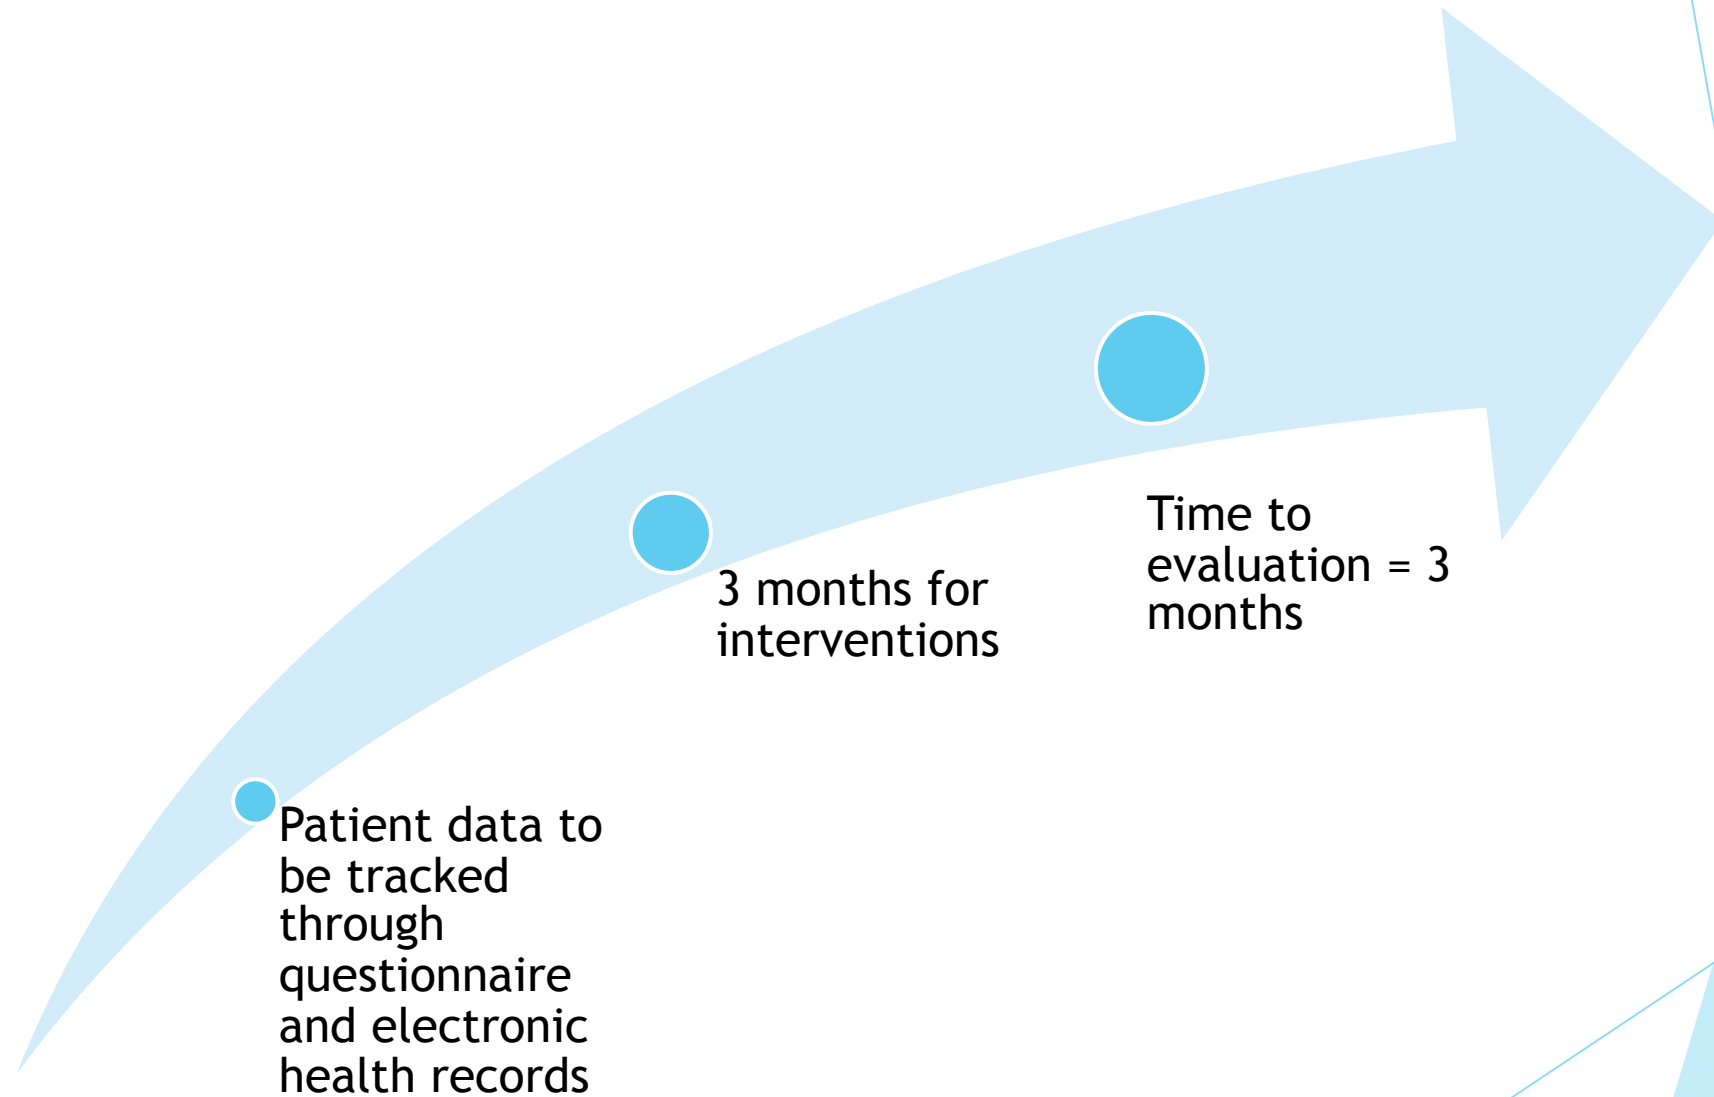 Patient data to
be tracked
through
questionnaire
and electronic
health records
3 months for
interventions
Time to
evaluation = 3
months